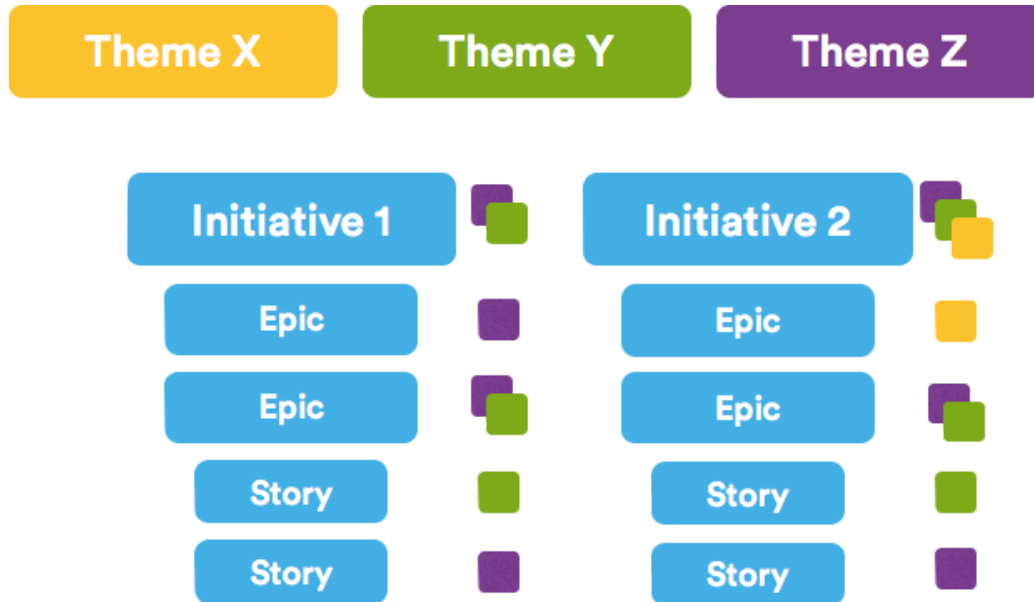 Theme X
Theme Y
Theme Z
Initiative 1
Initiative 2
Epic
Epic
Epic
Epic
Story
Story
Story
Story